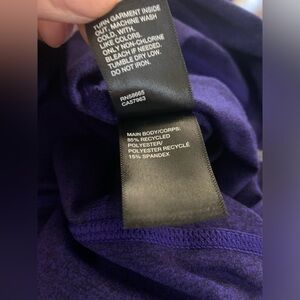 TURN GARMENT INSIDE
OUT. MACHINE WASH
COLD, WITH
LIKE COLORS.
ONLY NON-CHLORINE
BLEACH IF NEEDED.
TUMBLE DRY LOW.
DO NOT IRON.
RN58665
CA57963
MAIN BODY/CORPS:
85% RECYCLED
POLYESTER/
POLYESTER RECYCLÉ
15% SPANDEX